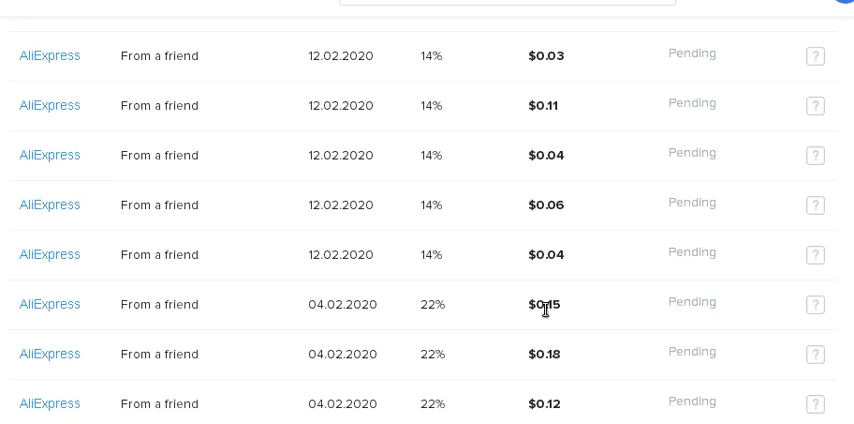 AliExpress From a friend 12.02.2020 14% $0.03 Pending ?
AliExpress From a friend 12.02.2020 14% $0.11 Pending ?
AliExpress From a friend 12.02.2020 14% $0.04 Pending ?
AliExpress From a friend 12.02.2020 14% $0.06 Pending ?
AliExpress From a friend 12.02.2020 14% $0.04 Pending ?
AliExpress From a friend 04.02.2020 22% $0.15 Pending ?
AliExpress From a friend 04.02.2020 22% $0.18 Pending ?
AliExpress From a friend 04.02.2020 22% $0.12 Pending ?